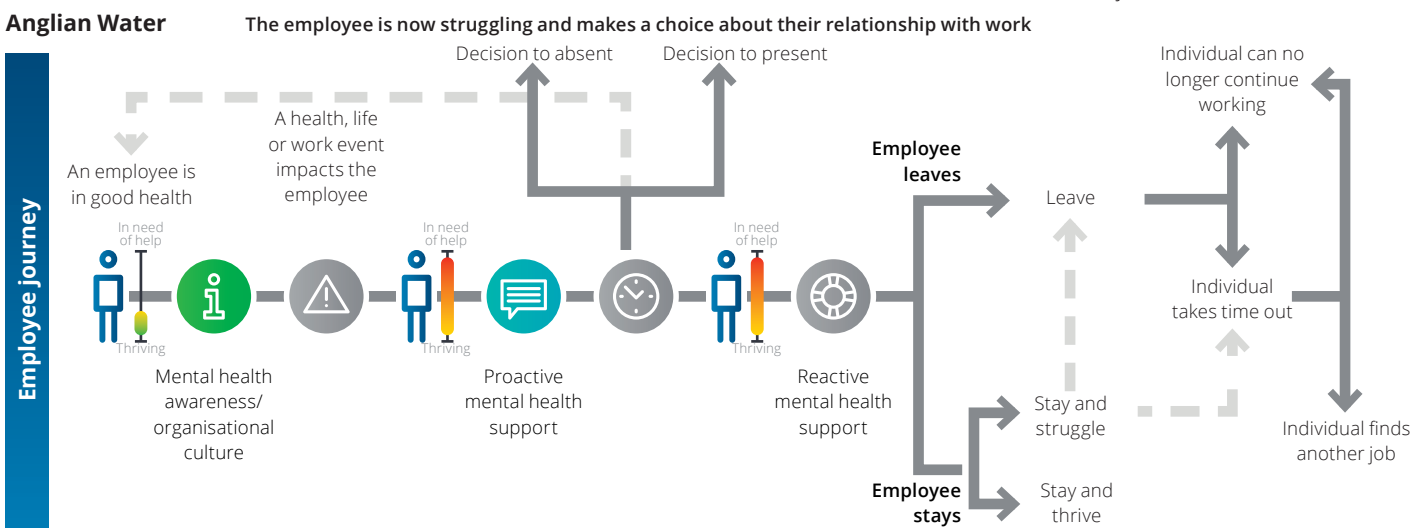 Anglian Water
The employee is now struggling and makes a choice about their relationship with work
Decision to absent
Decision to present
Individual can no
longer continue
working
A health, life
or work event
impacts the
employee
An employee is
in good health
Employee
leaves
Leave
Employee journey
In need
of help
Thriving
In need
of help
Thriving
In need
of help
Thriving
Individual
takes time out
Mental health
awareness/
organisational
culture
Proactive
mental health
support
Reactive
mental health
support
Stay and
struggle
Individual finds
another job
Employee
stays
Stay and
thrive